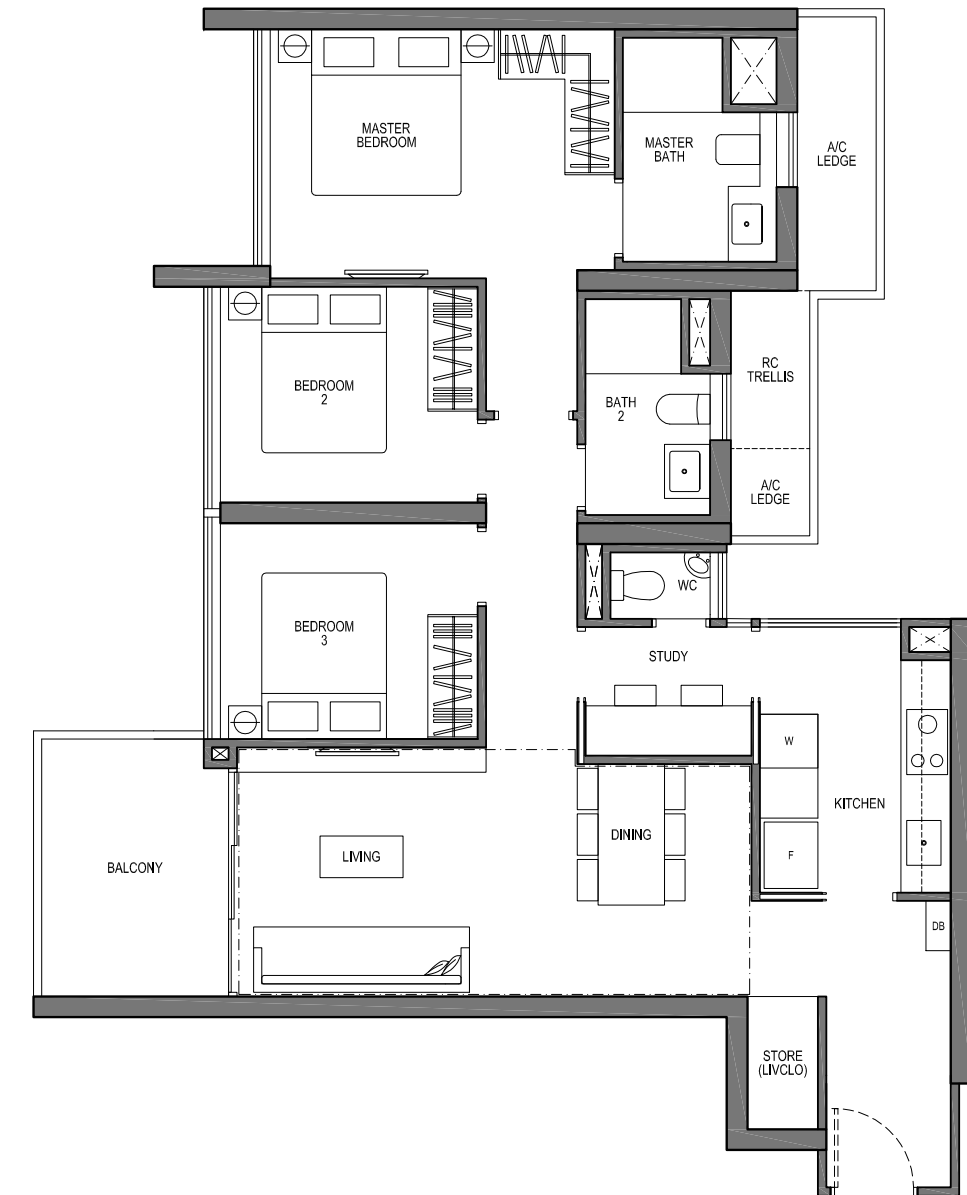 MASTER
BEDROOM
MASTER
BATH
A/C
LEDGE
BEDROOM
2
BATH
2
RC
TRELLIS
A/C
LEDGE
WC
BEDROOM
3
STUDY
W
KITCHEN
DINING
LIVING
F
BALCONY
DB
STORE
(LIVCLO)